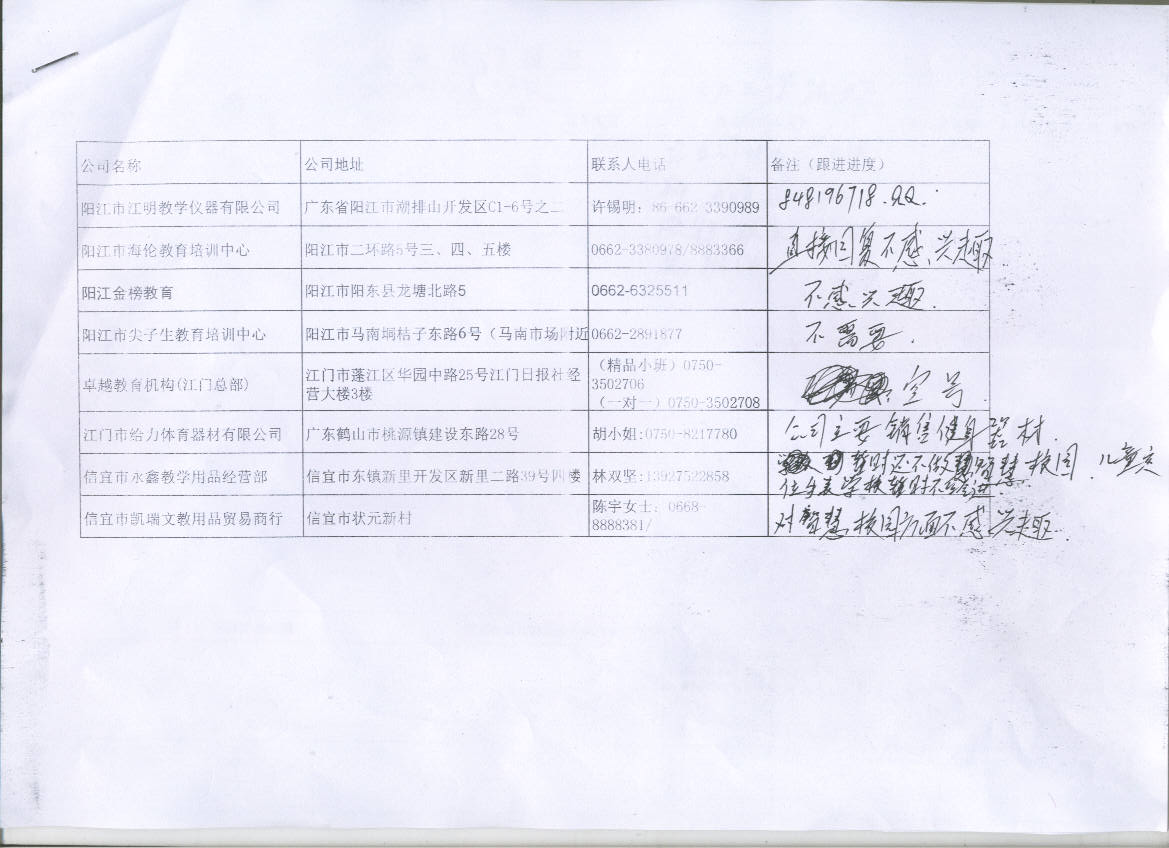 公司名称 公司地址 联系人电话 备注（跟进进度）
阳江市江明教学仪器有限公司 广东省阳江市潮排山开发区C1-6号之二 许锡明：86-662-3390989 848196718.QQ.
阳江市海伦教育培训中心 阳江市二环路5号三、四、五楼 0662-3380978/8883366 直接回复不感兴趣
阳江金榜教育 阳江市阳东县龙塘北路5 0662-6325511 不感兴趣.
阳江市尖子生教育培训中心 阳江市马南垌桔子东路6号（马南市场附近 0662-2891877 不需要.
卓越教育机构(江门总部) 江门市蓬江区华园中路25号江门日报社经
营大楼3楼 （精品小班）0750-
3502706
（一对一）0750-3502708 空号
江门市给力体育器材有限公司 广东鹤山市桃源镇建设东路28号 胡小姐:0750-8217780 公司主要销售健身器材.
信宜市永鑫教学用品经营部 信宜市东镇新里开发区新里二路39号四楼 林双坚:13927522858 暂时还不做智慧校园 儿童定
位手表学校暂时不
信宜市凯瑞文教用品贸易商行 信宜市状元新村 陈宇女士：0668-
8888381/ 对智慧校园方面不感兴趣.